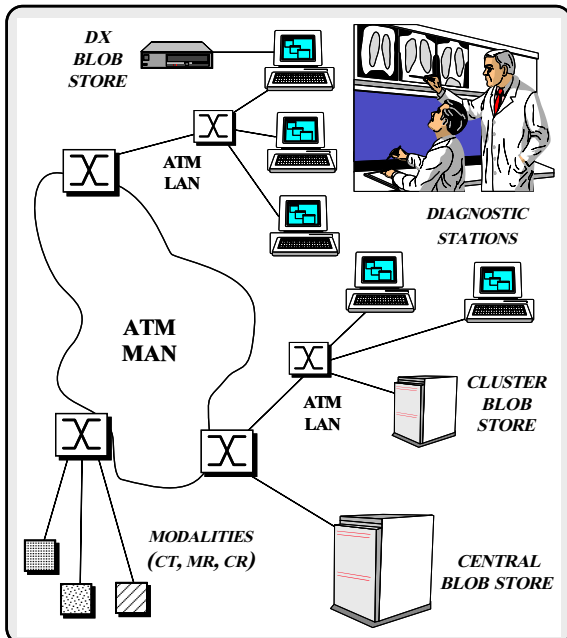 DX
BLOB
STORE
ATM
LAN
DIAGNOSTIC
STATIONS
ATM
MAN
ATM
LAN
CLUSTER
BLOB
STORE
MODALITIES
(CT, MR, CR)
CENTRAL
BLOB STORE